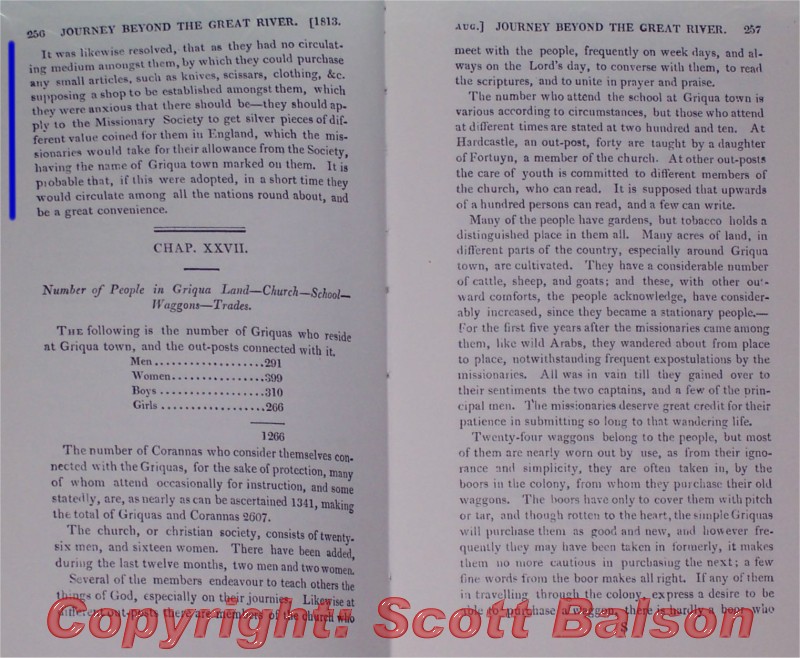 256 JOURNEY BEYOND THE GREAT RIVER. [1813.
It was likewise resolved, that as they had no circulat-
ing medium amongst them, by which they could purchase
any small articles, such as knives, scissars, clothing, &c.
supposing a shop to be established amongst them, which
they were anxious that there should be—they should ap-
ply to the Missionary Society to get silver pieces of dif-
ferent value coined for them in England, which the mis-
sionaries would take for their allowance from the Society,
having the name of Griqua town marked on them. It is
probable that, if this were adopted, in a short time they
would circulate among all the nations round about, and
be a great convenience.
CHAP. XXVII.
Number of People in Griqua Land—Church—School—
Waggons—Trades.
THE following is the number of Griquas who reside
at Griqua town, and the out-posts connected with it.
Men..................291
Women...............399
Boys .................310
Girls .................266
1266
The number of Corannas who consider themselves con-
nected with the Griquas, for the sake of protection, many
of whom attend occasionally for instruction, and some
statedly, are, as nearly as can be ascertained 1341, making
the total of Griquas and Corannas 2607.
The church, or christian society, consists of twenty-
six men, and sixteen women. There have been added,
during the last twelve months, two men and two women.
Several of the members endeavour to teach others the
things of God, especially on their journies. Likewise at
different out-posts there are members of the church who
AUG.] JOURNEY BEYOND THE GREAT RIVER. 257
meet with the people, frequently on week days, and al-
ways on the Lord's day, to converse with them, to read
the scriptures, and to unite in prayer and praise.
The number who attend the school at Griqua town is
various according to circumstances, but those who attend
at different times are stated at two hundred and ten. At
Hardcastle, an out-post, forty are taught by a daughter
of Fortuyn, a member of the church. At other out-posts
the care of youth is committed to different members of
the church, who can read. It is supposed that upwards
of a hundred persons can read, and a few can write.
Many of the people have gardens, but tobacco holds a
distinguished place in them all. Many acres of land, in
different parts of the country, especially around Griqua
town, are cultivated. They have a considerable number
of cattle, sheep, and goats; and these, with other out-
ward comforts, the people acknowledge, have consider-
ably increased, since they became a stationary people.—
For the first five years after the missionaries came among
them, like wild Arabs, they wandered about from place
to place, notwithstanding frequent expostulations by the
missionaries. All was in vain till they gained over to
their sentiments the two captains, and a few of the prin-
cipal men. The missionaries deserve great credit for their
patience in submitting so long to that wandering life.
Twenty-four waggons belong to the people, but most
of them are nearly worn out by use, as from their igno-
rance and simplicity, they are often taken in, by the
boors in the colony, from whom they purchase their old
waggons. The boors have only to cover them with pitch
or tar, and though rotten to the heart, the simple Griquas
will purchase them as good and new, and however fre-
quently they may have been taken in formerly, it makes
them no more cautious in purchasing the next; a few
fine words from the boor makes all right. If any of them
in travelling through the colony express a desire to be
able to purchase a waggon, there is hardly a boor who
S
Copyright: Scott Balson